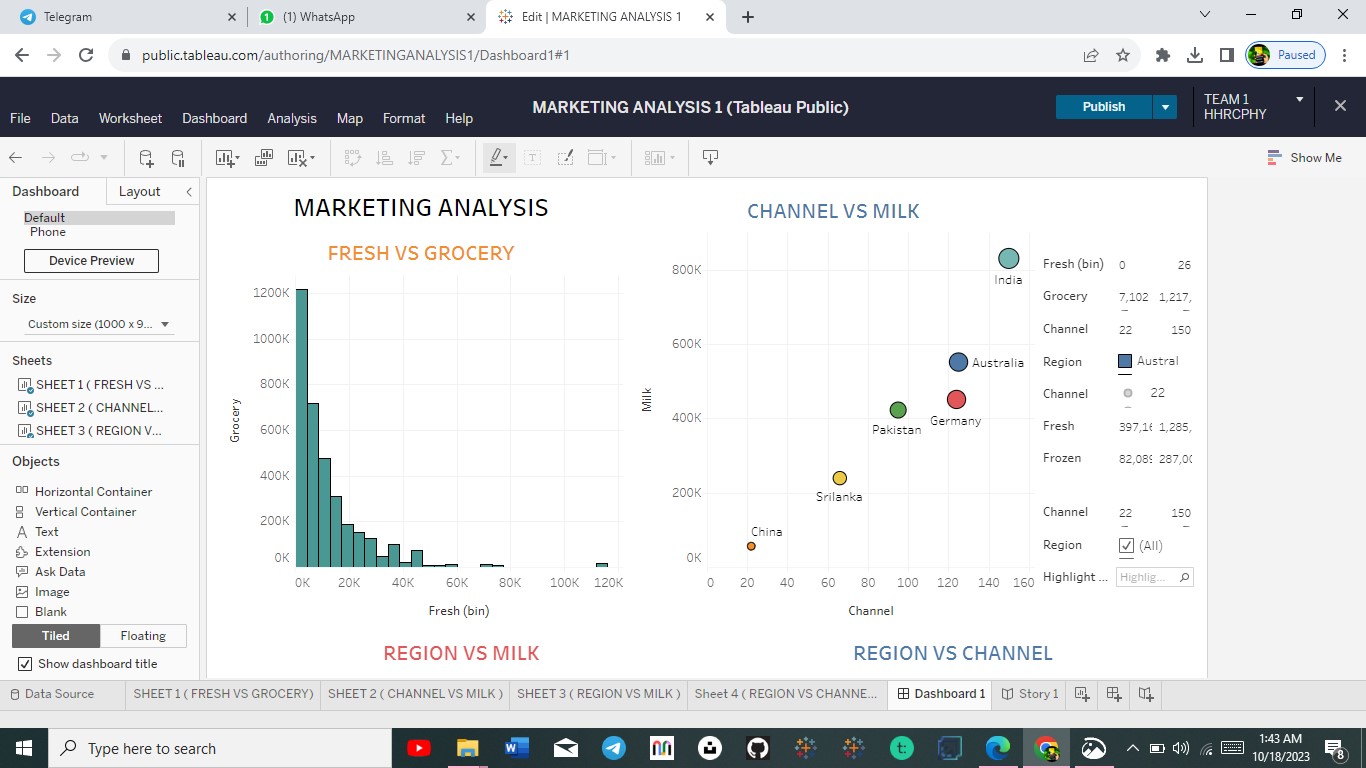 Telegram
(1) WhatsApp
Edit | MARKETING ANALYSIS 1
public.tableau.com/authoring/MARKETINGANALYSIS1/Dashboard1#1
Paused
MARKETING ANALYSIS 1 (Tableau Public)
Publish
TEAM 1
HHRCPHY
File Data Worksheet Dashboard Analysis Map Format Help
Show Me
Dashboard Layout
Default
Phone
Device Preview
Size
Custom size (1000 x 9...
Sheets
SHEET 1 ( FRESH VS ...
SHEET 2 ( CHANNEL...
SHEET 3 ( REGION V...
Objects
Horizontal Container
Vertical Container
Text
Extension
Ask Data
Image
Blank
Tiled Floating
Show dashboard title
MARKETING ANALYSIS
FRESH VS GROCERY
Grocery
1200K
1000K
800K
600K
400K
200K
0K
0K 20K 40K 60K 80K 100K 120K
Fresh (bin)
CHANNEL VS MILK
Milk
800K
600K
400K
200K
0K
India
Australia
Germany
Pakistan
Srilanka
China
0 20 40 60 80 100 120 140 160
Channel
Fresh (bin) 0 26
Grocery 7,102 1,217,
Channel 22 150
Region Austral
Channel 22
Fresh 397,16 1,285,
Frozen 82,089 287,00
Channel 22 150
Region (All)
Highlight ... Highlig...
REGION VS MILK
REGION VS CHANNEL
Data Source SHEET 1 ( FRESH VS GROCERY) SHEET 2 ( CHANNEL VS MILK ) SHEET 3 ( REGION VS MILK ) Sheet 4 ( REGION VS CHANNE... Dashboard 1 Story 1
Type here to search
1:43 AM
10/18/2023
8